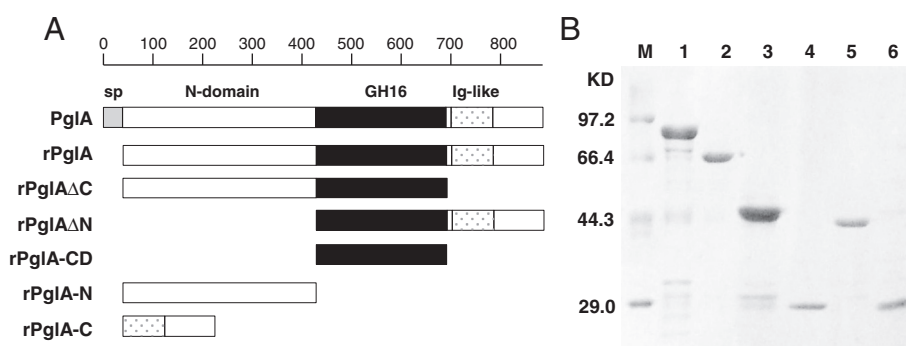 A
0 100 200 300 400 500 600 700 800
sp N-domain GH16 Ig-like
PglA
rPglA
rPglAΔC
rPglAΔN
rPglA-CD
rPglA-N
rPglA-C
B
M 1 2 3 4 5 6
KD
97.2
66.4
44.3
29.0